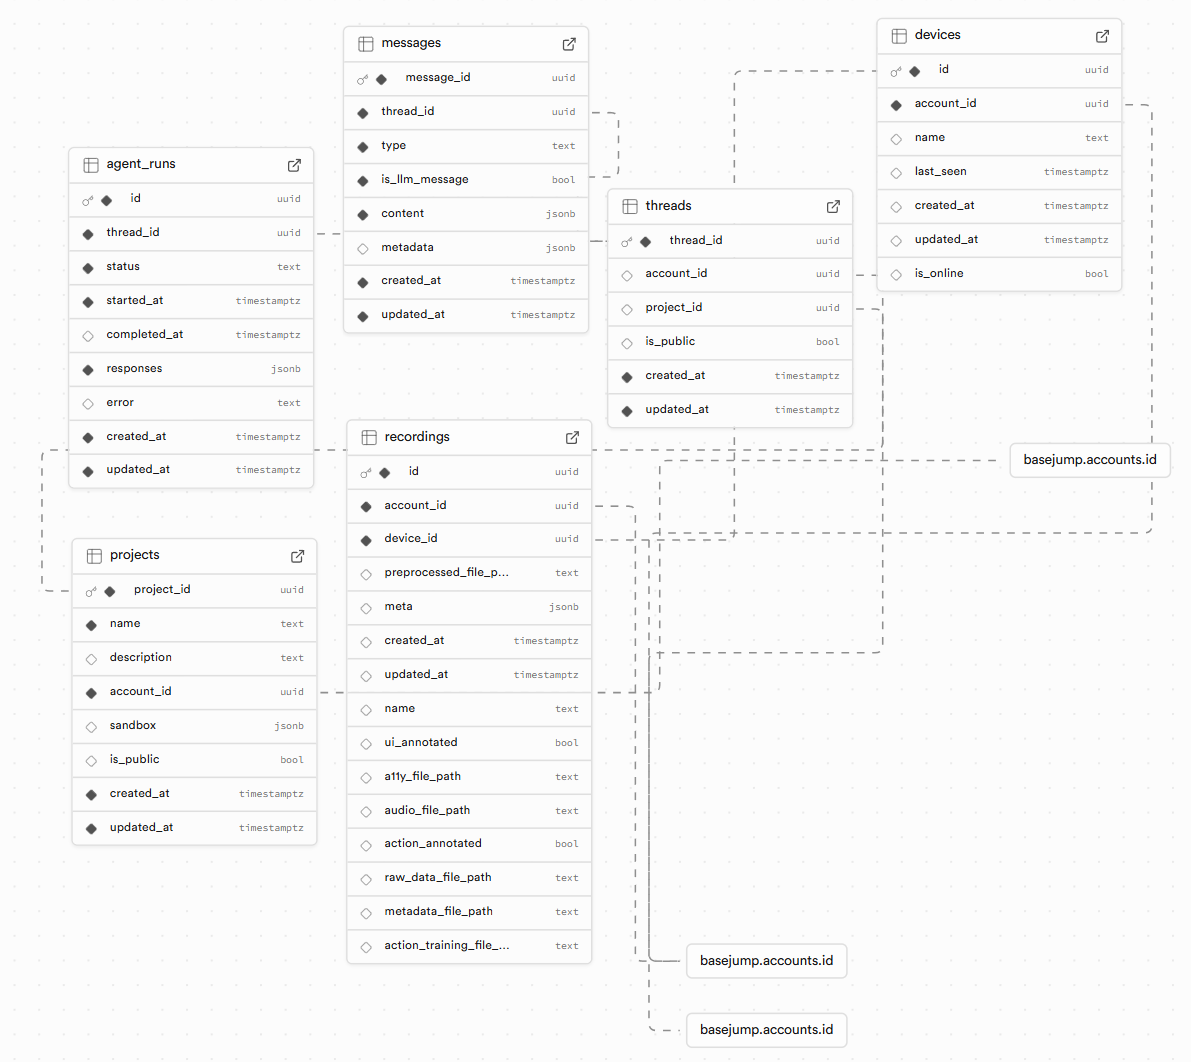 messages
message_id uuid
thread_id uuid
type text
is_llm_message bool
content jsonb
metadata jsonb
created_at timestamptz
updated_at timestamptz
devices
id uuid
account_id uuid
name text
last_seen timestamptz
created_at timestamptz
updated_at timestamptz
is_online bool
agent_runs
id uuid
thread_id uuid
status text
started_at timestamptz
completed_at timestamptz
responses jsonb
error text
created_at timestamptz
updated_at timestamptz
threads
thread_id uuid
account_id uuid
project_id uuid
is_public bool
created_at timestamptz
updated_at timestamptz
recordings
id uuid
account_id uuid
device_id uuid
preprocessed_file_p... text
meta jsonb
created_at timestamptz
updated_at timestamptz
name text
ui_annotated bool
a11y_file_path text
audio_file_path text
action_annotated bool
raw_data_file_path text
metadata_file_path text
action_training_file_... text
basejump.accounts.id
projects
project_id uuid
name text
description text
account_id uuid
sandbox jsonb
is_public bool
created_at timestamptz
updated_at timestamptz
basejump.accounts.id
basejump.accounts.id